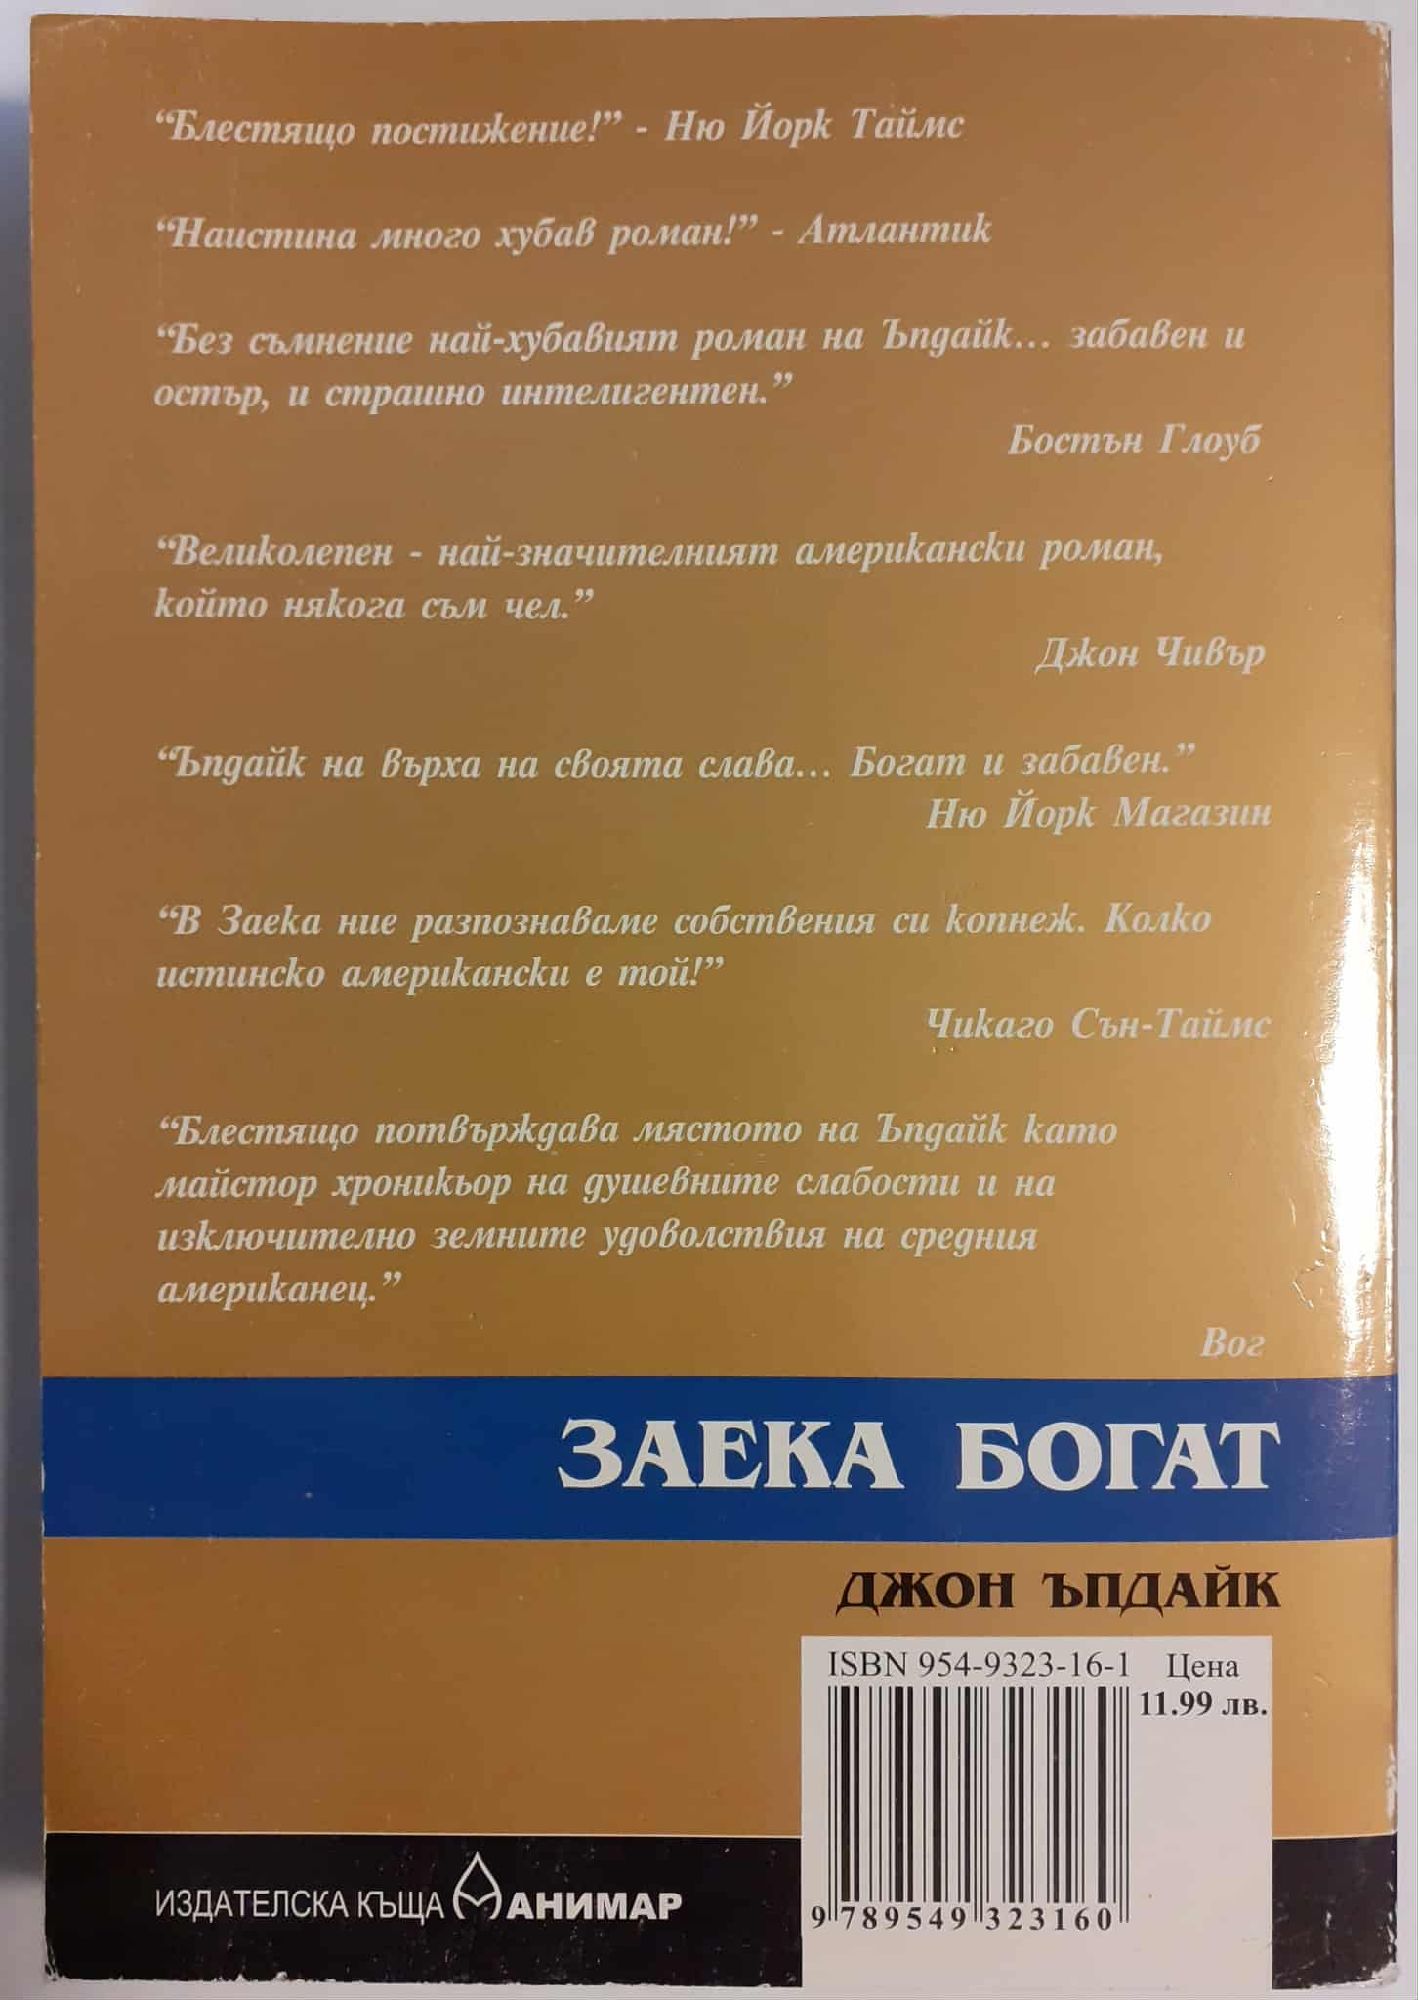 “Блестящо постижение!” - Ню Йорк Таймс
“Наистина много хубав роман!” - Атлантик
“Без съмнение най-хубавият роман на Ъпдайк... забавен и
остър, и страшно интелигентен.”
Бостън Глоуб
“Великолепен - най-значителният американски роман,
който някога съм чел.”
Джон Чивър
“Ъпдайк на върха на своята слава... Богат и забавен.”
Ню Йорк Магазин
“В Заека ние разпознаваме собствения си копнеж. Колко
истинско американски е той!”
Чикаго Сън-Таймс
“Блестящо потвърждава мястото на Ъпдайк като
майстор хроникьор на душевните слабости и на
изключително земните удоволствия на средния
американец.”
Вог
ЗАЕКА БОГАТ
ДЖОН ЪПДАЙК
ISBN 954-9323-16-1 Цена
11.99 лв.
9 789549 323160
ИЗДАТЕЛСКА КЪЩА АНИМАР